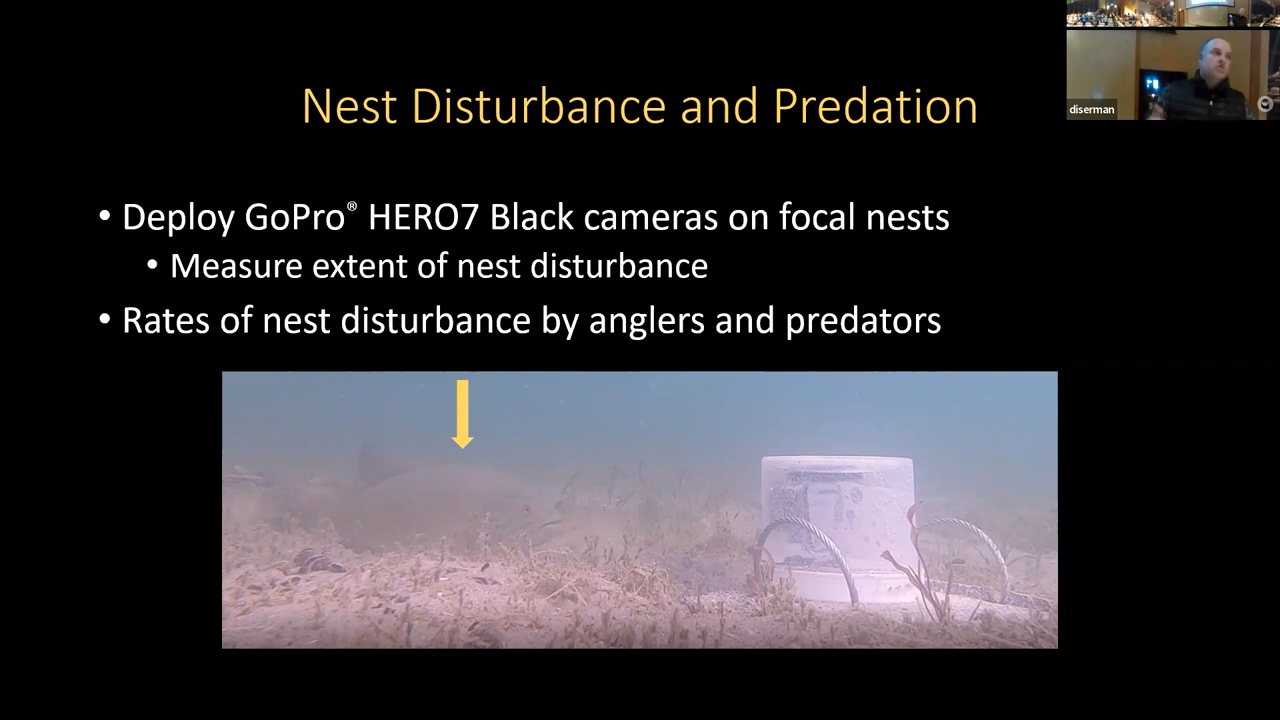 Nest Disturbance and Predation
diserman
• Deploy GoPro® HERO7 Black cameras on focal nests
• Measure extent of nest disturbance
• Rates of nest disturbance by anglers and predators